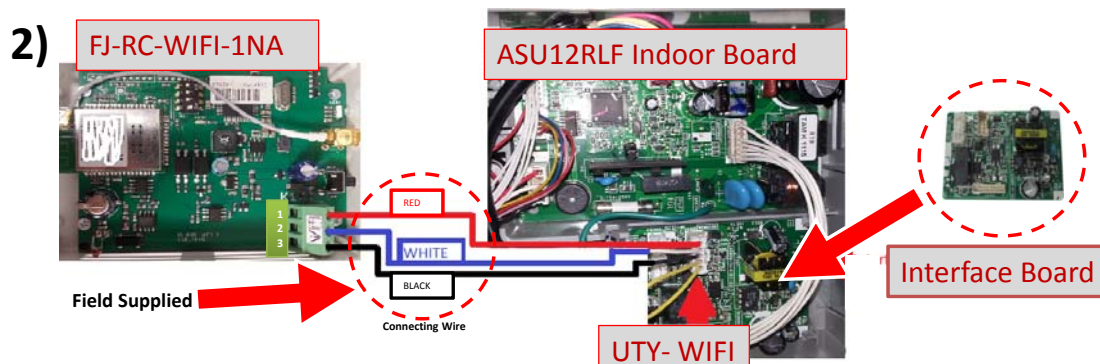 2)
FJ-RC-WIFI-1NA
ASU12RLF Indoor Board
1
2
3
RED
WHITE
BLACK
Field Supplied
Connecting Wire
Interface Board
UTY- WIFI